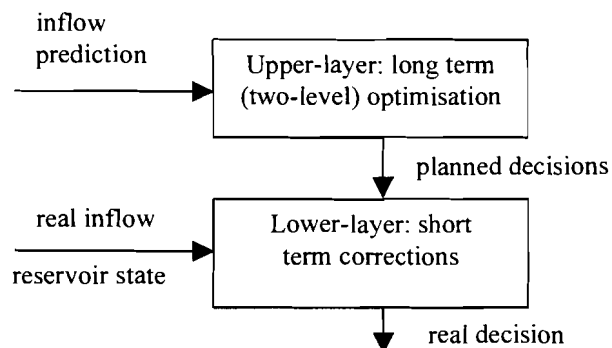 inflow
prediction
Upper-layer: long term
(two-level) optimisation
planned decisions
real inflow
reservoir state
Lower-layer: short
term corrections
real decision